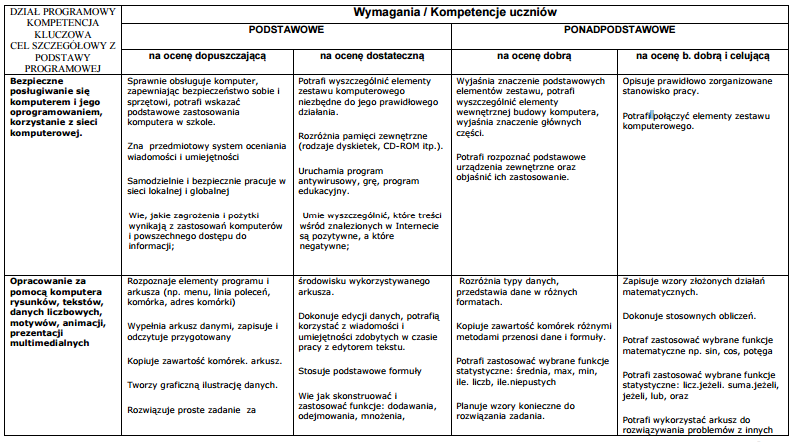 DZIAŁ PROGRAMOWY
KOMPETENCJA
KLUCZOWA
CEL SZCZEGÓŁOWY Z
PODSTAWY
PROGRAMOWEJ
Wymagania / Kompetencje uczniów
PODSTAWOWE
PONADPODSTAWOWE
na ocenę dopuszczającą
na ocenę dostateczną
na ocenę dobrą
na ocenę b. dobrą i celującą
Bezpieczne
posługiwanie się
komputerem i jego
oprogramowaniem,
korzystanie z sieci
komputerowej.
Sprawnie obsługuje komputer,
zapewniając bezpieczeństwo sobie i
sprzętowi, potrafi wskazać
podstawowe zastosowania
komputera w szkole.
Zna przedmiotowy system oceniania
wiadomości i umiejętności
Samodzielnie i bezpiecznie pracuje w
sieci lokalnej i globalnej
Wie, jakie zagrożenia i pożytki
wynikają z zastosowań komputerów
i powszechnego dostępu do
informacji;
Potrafi wyszczególnić elementy
zestawu komputerowego
niezbędne do jego prawidłowego
działania.
Rozróżnia pamięci zewnętrzne
(rodzaje dyskietek, CD-ROM itp.).
Uruchamia program
antywirusowy, grę, program
edukacyjny.
Umie wyszczególnić, które treści
wśród znalezionych w Internecie
są pozytywne, a które
negatywne;
Wyjaśnia znaczenie podstawowych
elementów zestawu, potrafi
wyszczególnić elementy
wewnętrznej budowy komputera,
wyjaśnia znaczenie głównych
części.
Potrafi rozpoznać podstawowe
urządzenia zewnętrzne oraz
objaśnić ich zastosowanie.
Opisuje prawidłowo zorganizowane
stanowisko pracy.
Potrafi połączyć elementy zestawu
komputerowego.
Opracowanie za
pomocą komputera
rysunków, tekstów,
danych liczbowych,
motywów, animacji,
prezentacji
multimedialnych
Rozpoznaje elementy programu i
arkusza (np. menu, linia poleceń,
komórka, adres komórki)
Wypełnia arkusz danymi, zapisuje i
odczytuje przygotowany
Kopiuje zawartość komórek. arkusz.
Tworzy graficzną ilustrację danych.
Rozwiązuje proste zadanie za
środowisku wykorzystywanego
arkusza.
Dokonuje edycji danych, potrafią
korzystać z wiadomości i
umiejętności zdobytych w czasie
pracy z edytorem tekstu.
Stosuje podstawowe formuły
Wie jak skonstruować i
zastosować funkcje: dodawania,
odejmowania, mnożenia,
Rozróżnia typy danych,
przedstawia dane w różnych
formatach.
Kopiuje zawartość komórek różnymi
metodami przenosi dane i formuły.
Potrafi zastosować wybrane funkcje
statystyczne: średnia, max, min,
ile. liczb, ile.niepustych
Planuje wzory konieczne do
rozwiązania zadania.
Zapisuje wzory złożonych działań
matematycznych.
Dokonuje stosownych obliczeń.
Potraf zastosować wybrane funkcje
matematyczne np. sin, cos, potęga
Potrafi zastosować wybrane funkcje
statystyczne: licz.jeżeli. suma.jeżeli,
jeżeli, lub, oraz
Potrafi wykorzystać arkusz do
rozwiązywania problemów z innych